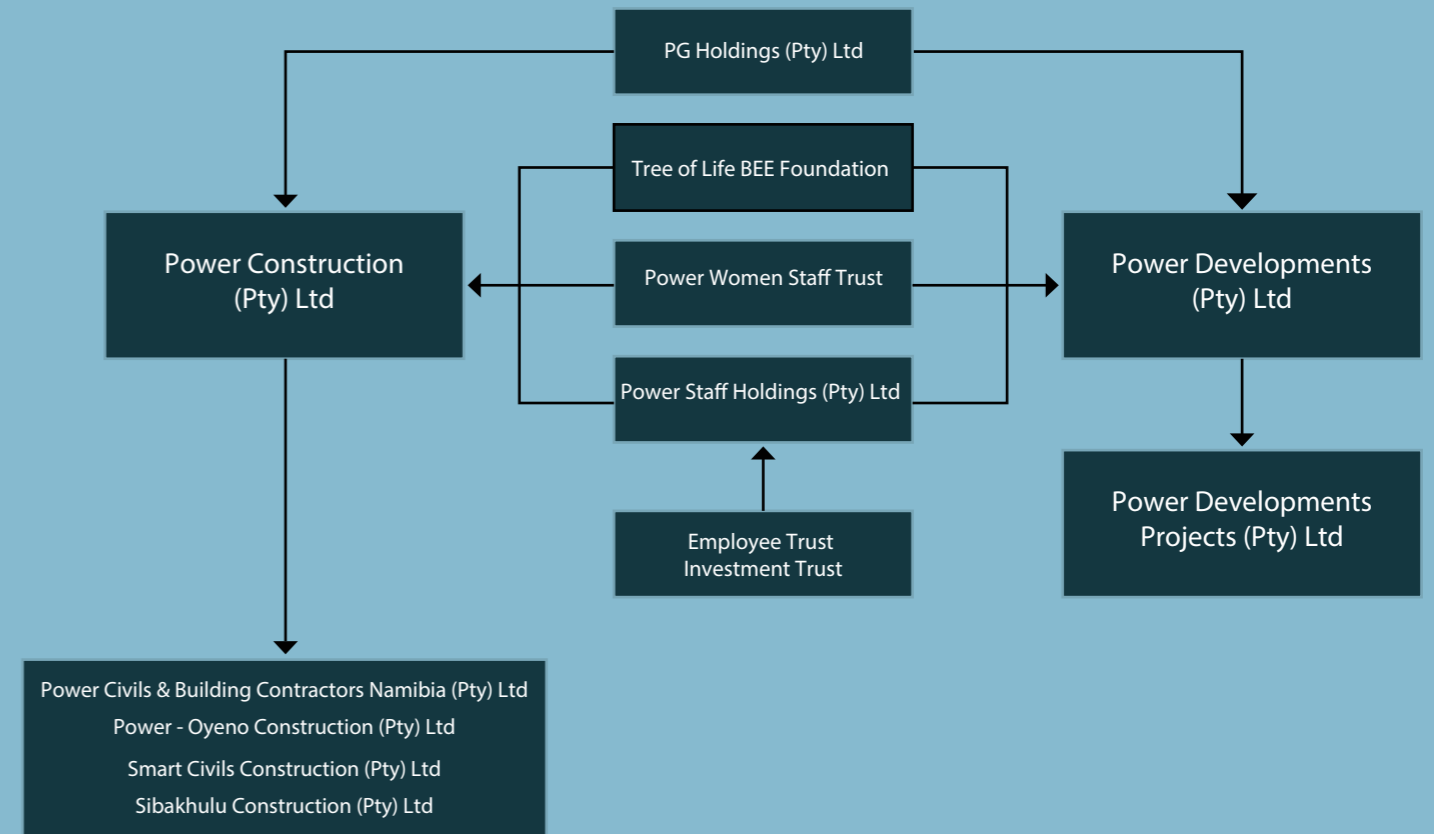 PG Holdings (Pty) Ltd
Tree of Life BEE Foundation
Power Construction
(Pty) Ltd
Power Women Staff Trust
Power Developments
(Pty) Ltd
Power Staff Holdings (Pty) Ltd
Employee Trust
Investment Trust
Power Developments
Projects (Pty) Ltd
Power Civils & Building Contractors Namibia (Pty) Ltd
Power - Oyeno Construction (Pty) Ltd
Smart Civils Construction (Pty) Ltd
Sibakhulu Construction (Pty) Ltd